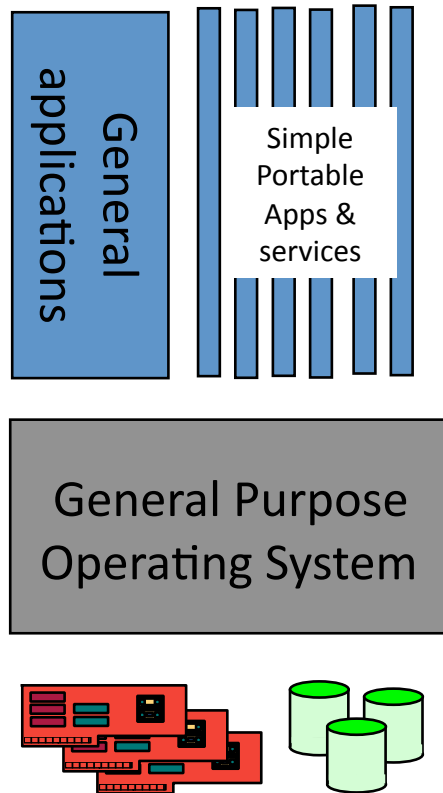 General
applications
Simple
Portable
Apps &
services
General Purpose
Operating System